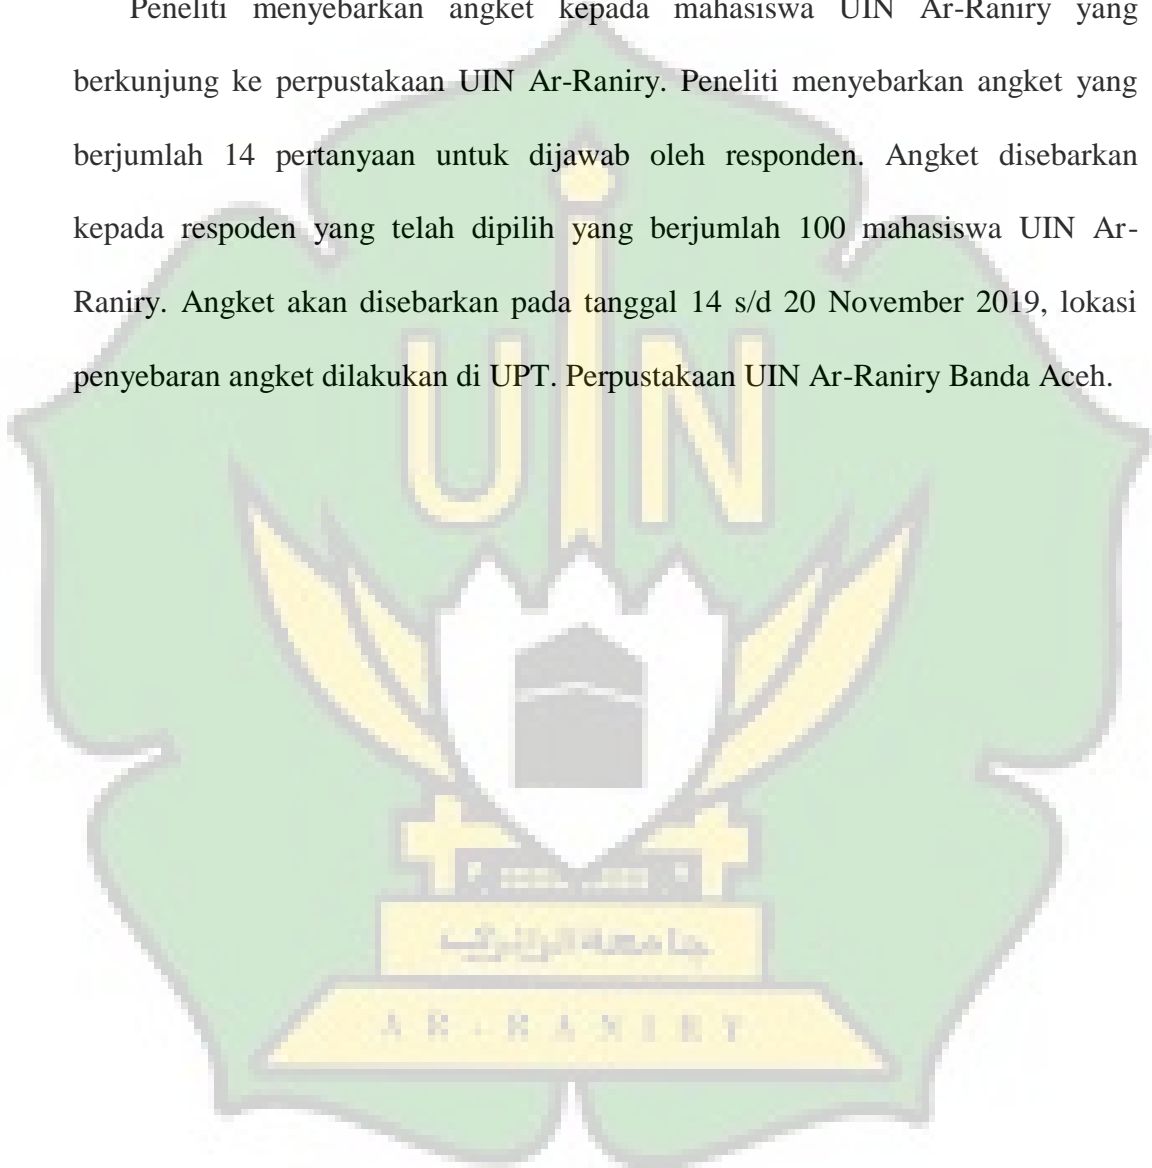 Peneliti menyebarkan angket kepada mahasiswa UIN Ar-Raniry yang
berkunjung ke perpustakaan UIN Ar-Raniry. Peneliti menyebarkan angket yang
berjumlah 14 pertanyaan untuk dijawab oleh responden. Angket disebarkan
kepada respoden yang telah dipilih yang berjumlah 100 mahasiswa UIN Ar-
Raniry. Angket akan disebarkan pada tanggal 14 s/d 20 November 2019, lokasi
penyebaran angket dilakukan di UPT. Perpustakaan UIN Ar-Raniry Banda Aceh.
UIN
جامعة الرانيري
AR-RANIRY